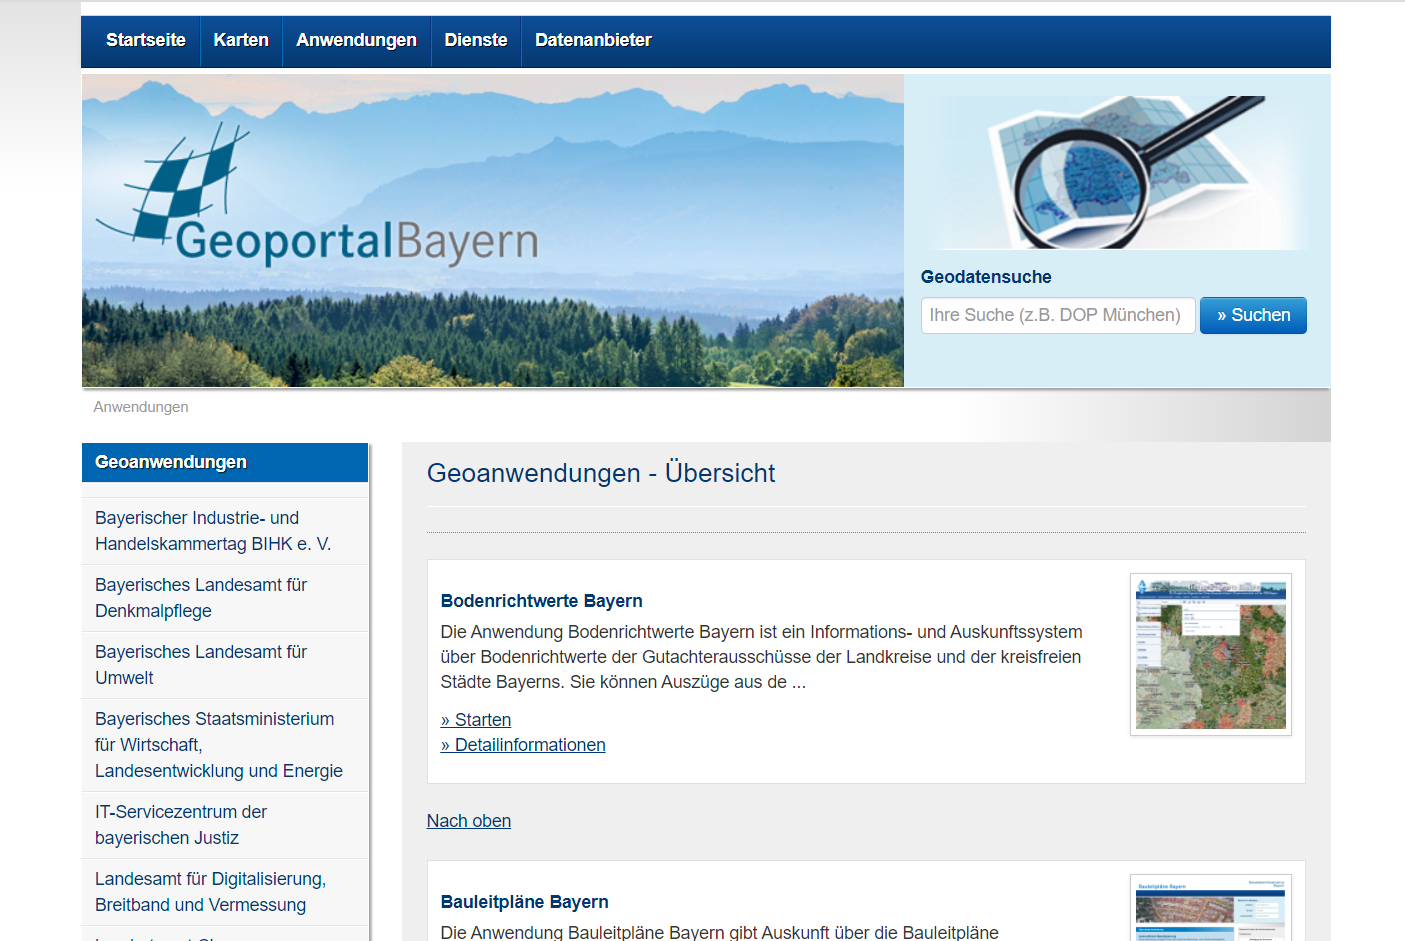 Startseite
Karten
Anwendungen
Dienste
Datenanbieter
GeoportalBayern
Geodatensuche
Ihre Suche (z.B. DOP München)
» Suchen
Anwendungen
Geoanwendungen
Bayerischer Industrie- und
Handelskammertag BIHK e. V.
Bayerisches Landesamt für
Denkmalpflege
Bayerisches Landesamt für
Umwelt
Bayerisches Staatsministerium
für Wirtschaft,
Landesentwicklung und Energie
IT-Servicezentrum der
bayerischen Justiz
Landesamt für Digitalisierung,
Breitband und Vermessung
Geoanwendungen - Übersicht
Bodenrichtwerte Bayern
Die Anwendung Bodenrichtwerte Bayern ist ein Informations- und Auskunftssystem
über Bodenrichtwerte der Gutachterausschüsse der Landkreise und der kreisfreien
Städte Bayerns. Sie können Auszüge aus de ...
» Starten
» Detailinformationen
Nach oben
Bauleitpläne Bayern
Die Anwendung Bauleitpläne Bayern gibt Auskunft über die Bauleitpläne
Bauleitpläne Bayern